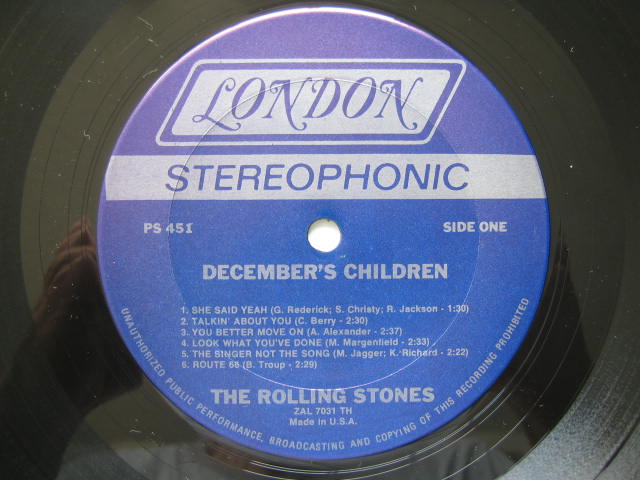 LONDON
STEREOPHONIC
PS 451
SIDE ONE
DECEMBER'S CHILDREN
1. SHE SAID YEAH (G. Rederick; S. Christy; R. Jackson - 1:30)
2. TALKIN' ABOUT YOU (C. Berry - 2:30)
3. YOU BETTER MOVE ON (A. Alexander - 2:37)
4. LOOK WHAT YOU'VE DONE (M. Margenfield - 2:33)
5. THE SINGER NOT THE SONG (M. Jagger; K. Richard - 2:22)
6. ROUTE 66 (B. Troup - 2:29)
THE ROLLING STONES
ZAL 7031 TH
Made in U.S.A.
UNAUTHORIZED PUBLIC PERFORMANCE, BROADCASTING AND COPYING OF THIS RECORDING PROHIBITED